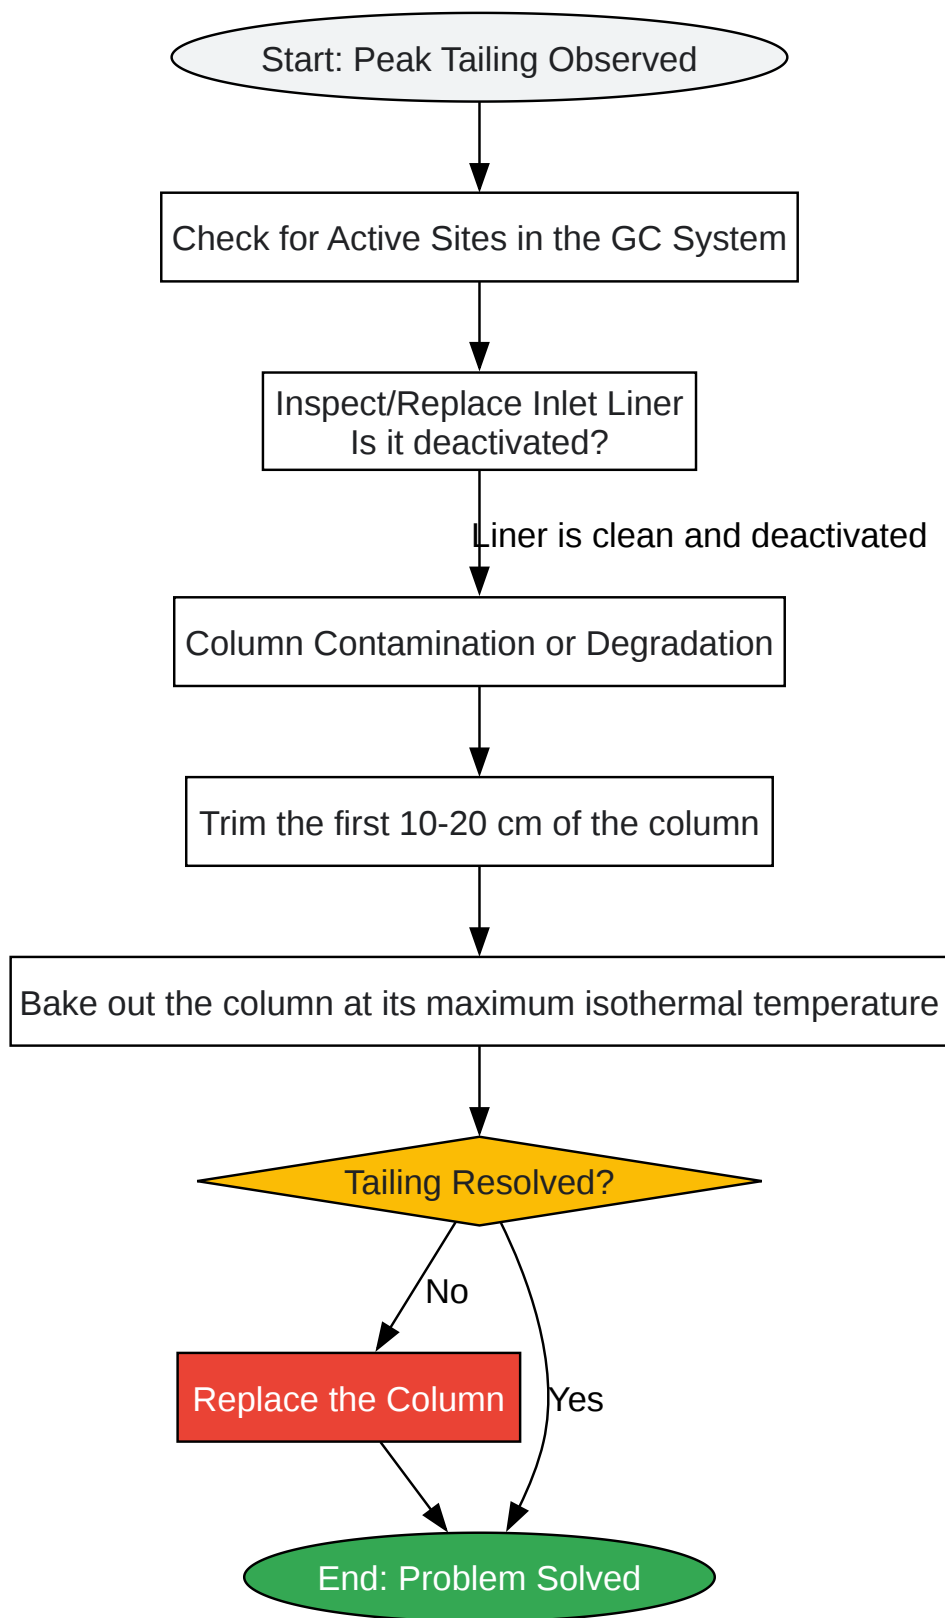 Start: Peak Tailing Observed
Check for Active Sites in the GC System
Inspect/Replace Inlet Liner
Is it deactivated?
Liner is clean and deactivated
Column Contamination or Degradation
Trim the first 10-20 cm of the column
Bake out the column at its maximum isothermal temperature
Tailing Resolved?
No
Replace the Column
Yes
End: Problem Solved